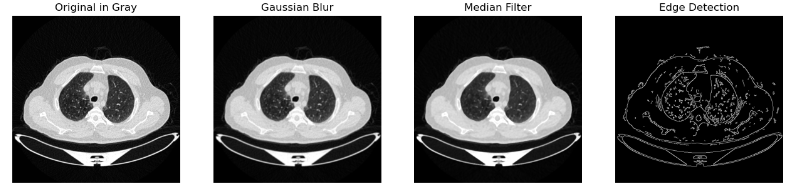 Original in Gray
Gaussian Blur
Median Filter
Edge Detection